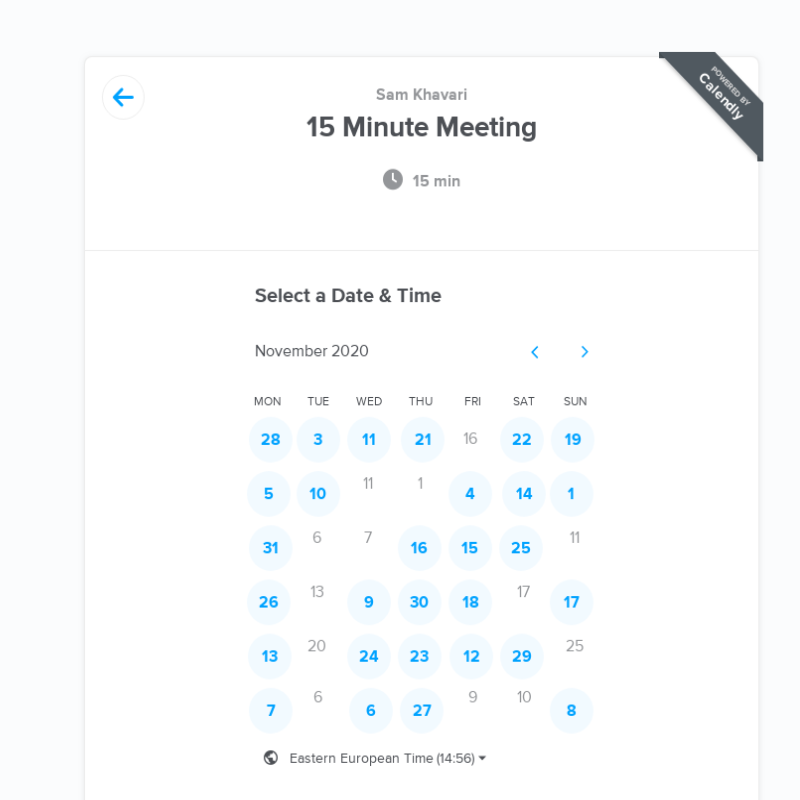 POWERED BY
Calendly
Sam Khavari
15 Minute Meeting
15 min
Select a Date & Time
November 2020
MON TUE WED THU FRI SAT SUN
28 3 11 21 16 22 19
5 10 11 1 4 14 1
31 6 7 16 15 25 11
26 13 9 30 18 17 17
13 20 24 23 12 29 25
7 6 6 27 9 10 8
Eastern European Time (14:56)